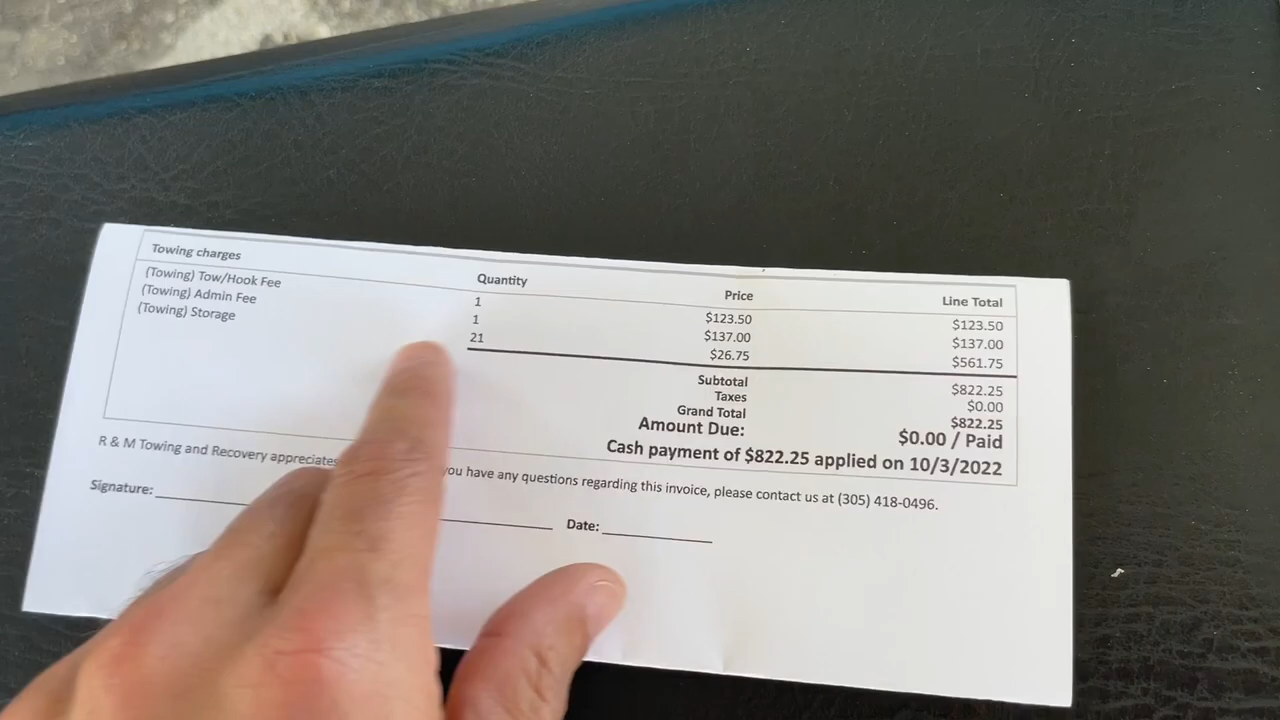 Towing charges Quantity Price Line Total
(Towing) Tow/Hook Fee 1 $123.50 $123.50
(Towing) Admin Fee 1 $137.00 $137.00
(Towing) Storage 21 $26.75 $561.75
Subtotal $822.25
Taxes $0.00
Grand Total $822.25
Amount Due: $0.00 / Paid
Cash payment of $822.25 applied on 10/3/2022
R & M Towing and Recovery appreciates you have any questions regarding this invoice, please contact us at (305) 418-0496.
Signature: Date: